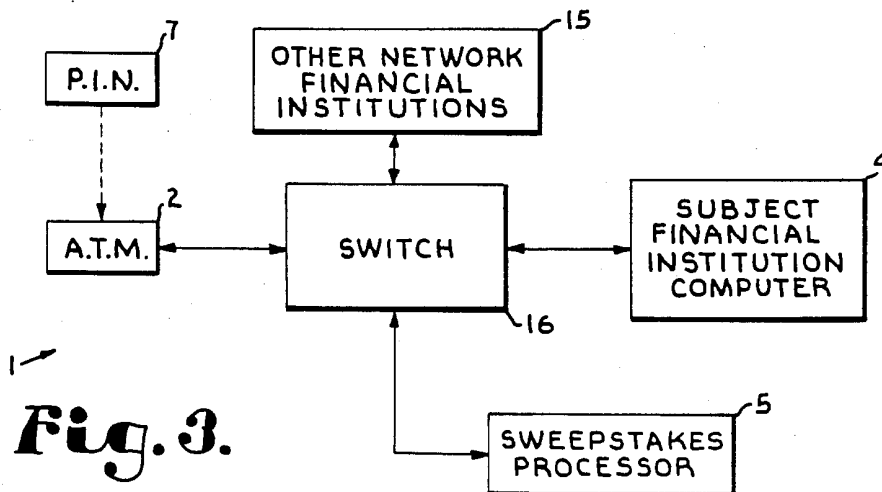 7
P.I.N.
15
OTHER NETWORK
FINANCIAL
INSTITUTIONS
2
A.T.M.
SWITCH
16
4
SUBJECT
FINANCIAL
INSTITUTION
COMPUTER
1
Fig. 3.
5
SWEEPSTAKES
PROCESSOR